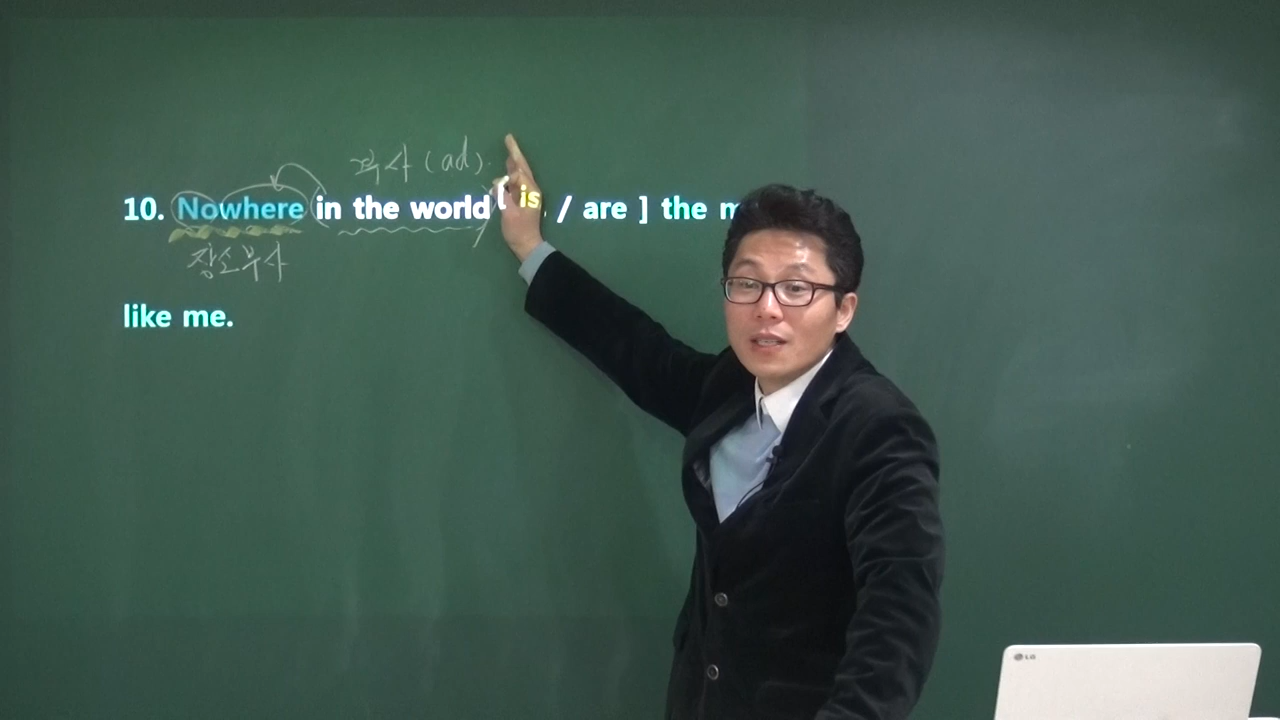 부사 (ad).
10. Nowhere in the world [ is / are ] the m
장소부사
like me.
LG